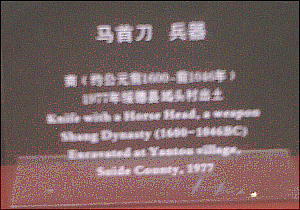 马首刀 兵器
商（约公元前1600-前1046年）
1977年绥德县墕头村出土
Knife with a Horse Head, a weapon
Shang Dynasty (1600-1046BC)
Excavated at Yantou village,
Suide County, 1977